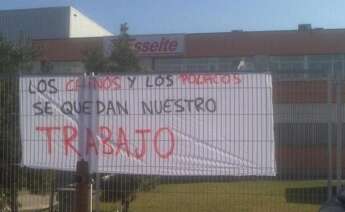 LOS CHINOS Y LOS POLACOS
SE QUEDAN NUESTRO
TRABAJO